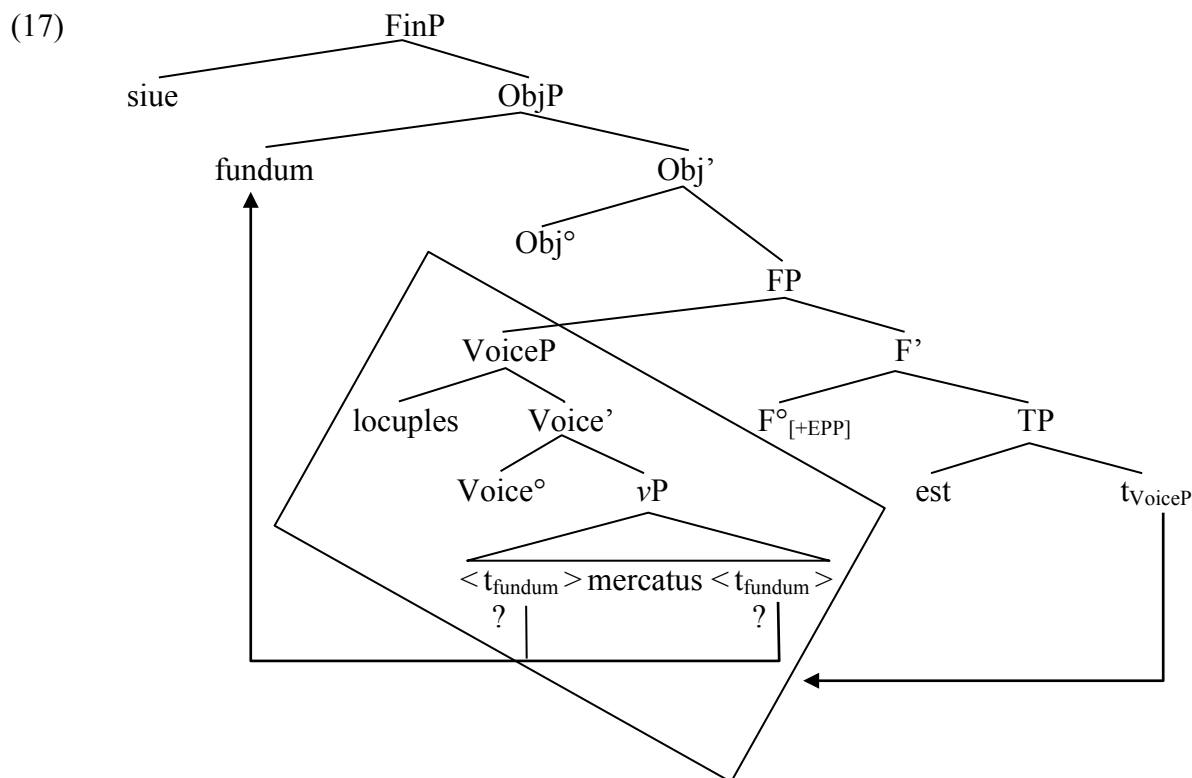 (17) FinP
siue ObjP
fundum Obj’
Obj° FP
VoiceP F’
locuples Voice’ F°[+EPP] TP
Voice° vP est tVoiceP
< tfundum > mercatus < tfundum >
? ?